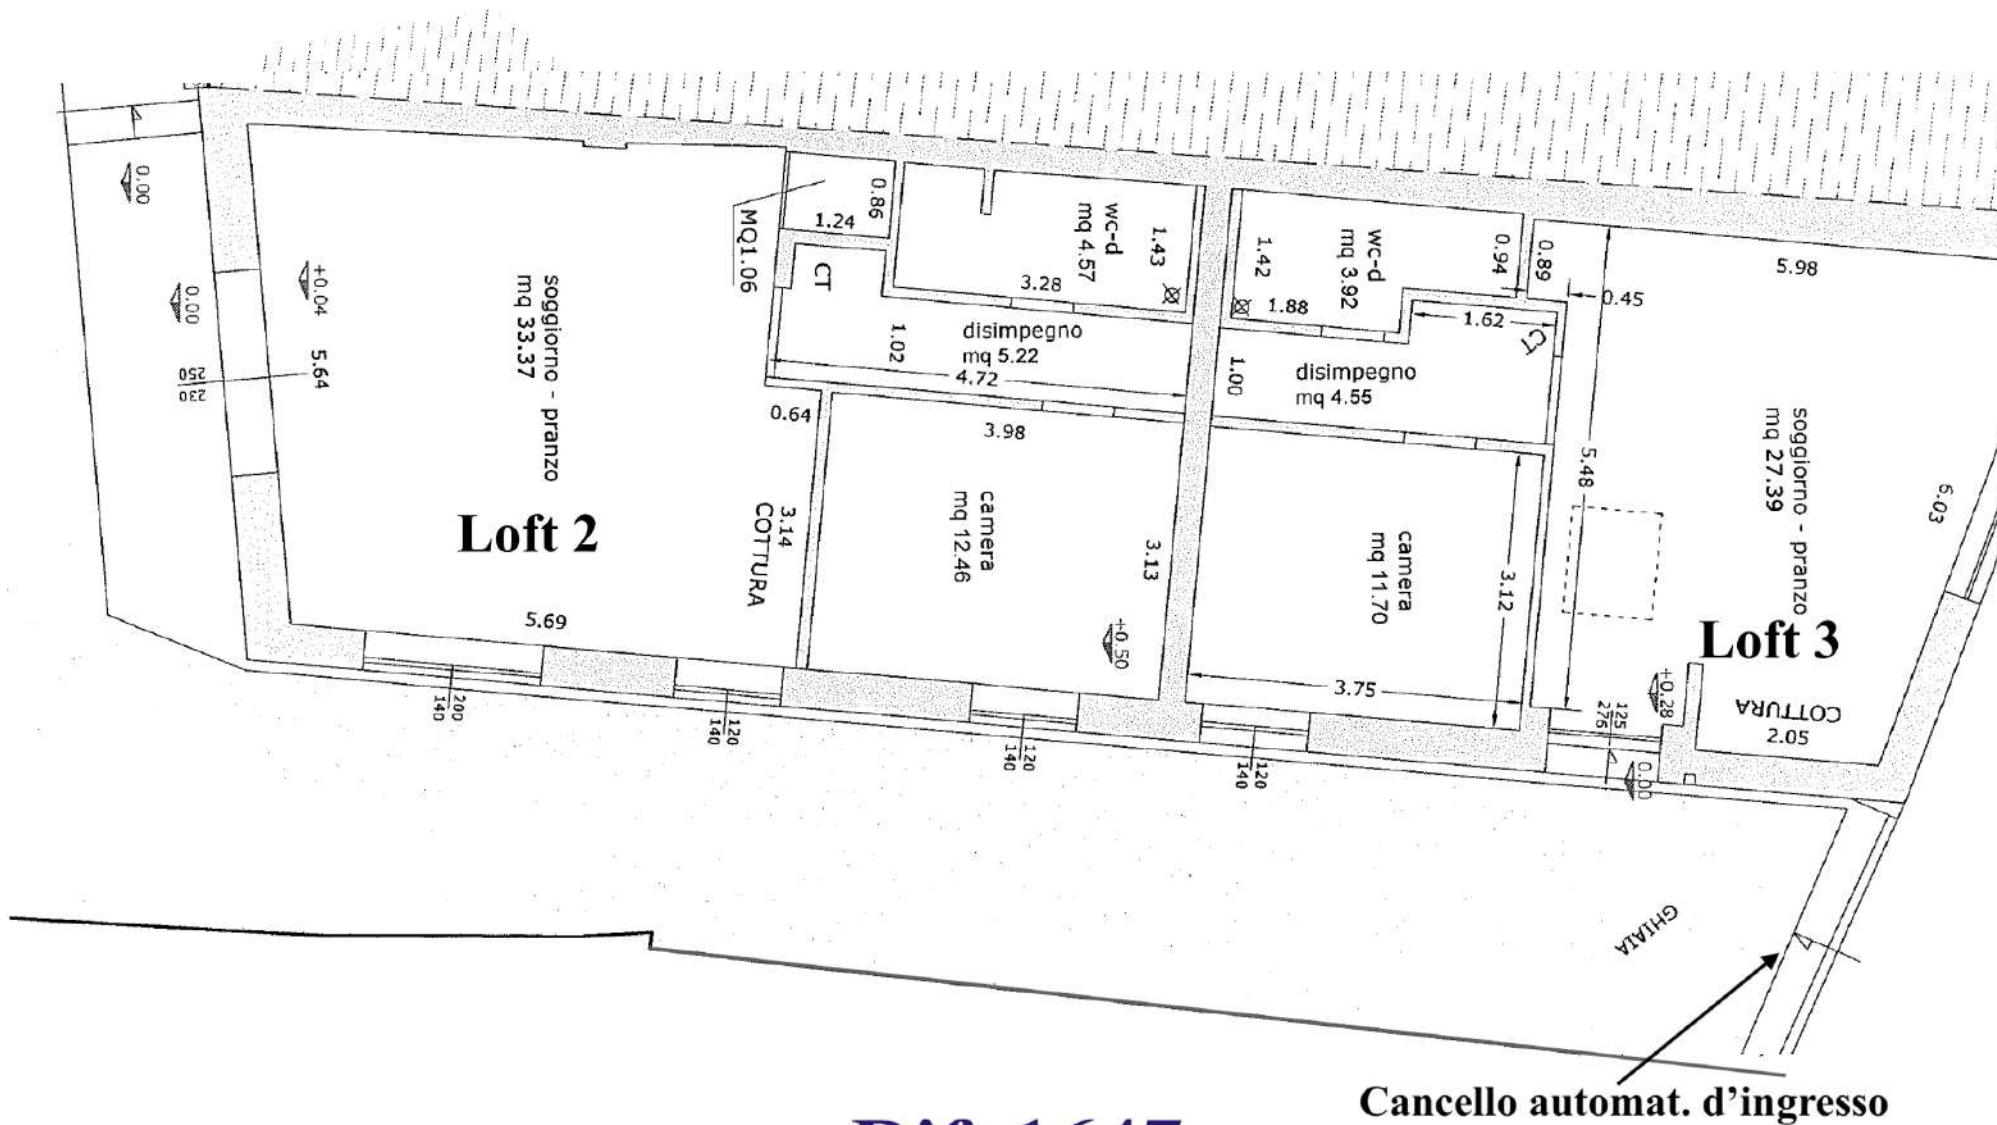 0.00
0.00
+0.04
5.64
250
230
soggiorno - pranzo
mq 33.37
Loft 2
5.69
200
140
MQ1.06
1.24
0.86
CT
wc-d
mq 4.57
1.43
3.28
1.02
disimpegno
mq 5.22
4.72
0.64
3.98
3.14
COTTURA
camera
mq 12.46
3.13
+0.50
120
140
120
140
1.42
wc-d
mq 3.92
0.94
0.89
1.88
1.62
0.45
CT
1.00
disimpegno
mq 4.55
camera
mq 11.70
3.12
3.75
120
140
5.98
5.48
soggiorno - pranzo
mq 27.39
6.03
Loft 3
+0.28
125
276
COTTURA
2.05
0.00
GHIAIA
Cancello automat. d’ingresso